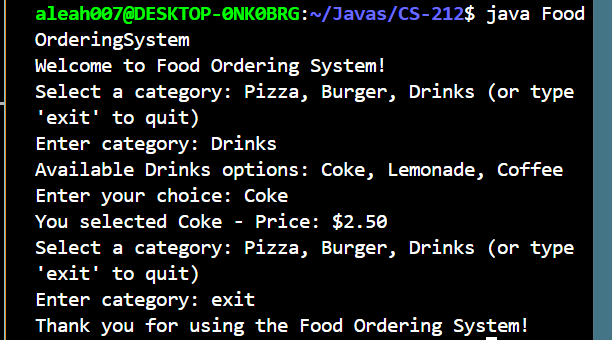 aleah007@DESKTOP-0NK0BRG:~/Javas/CS-212$ java Food
OrderingSystem
Welcome to Food Ordering System!
Select a category: Pizza, Burger, Drinks (or type
'exit' to quit)
Enter category: Drinks
Available Drinks options: Coke, Lemonade, Coffee
Enter your choice: Coke
You selected Coke - Price: $2.50
Select a category: Pizza, Burger, Drinks (or type
'exit' to quit)
Enter category: exit
Thank you for using the Food Ordering System!